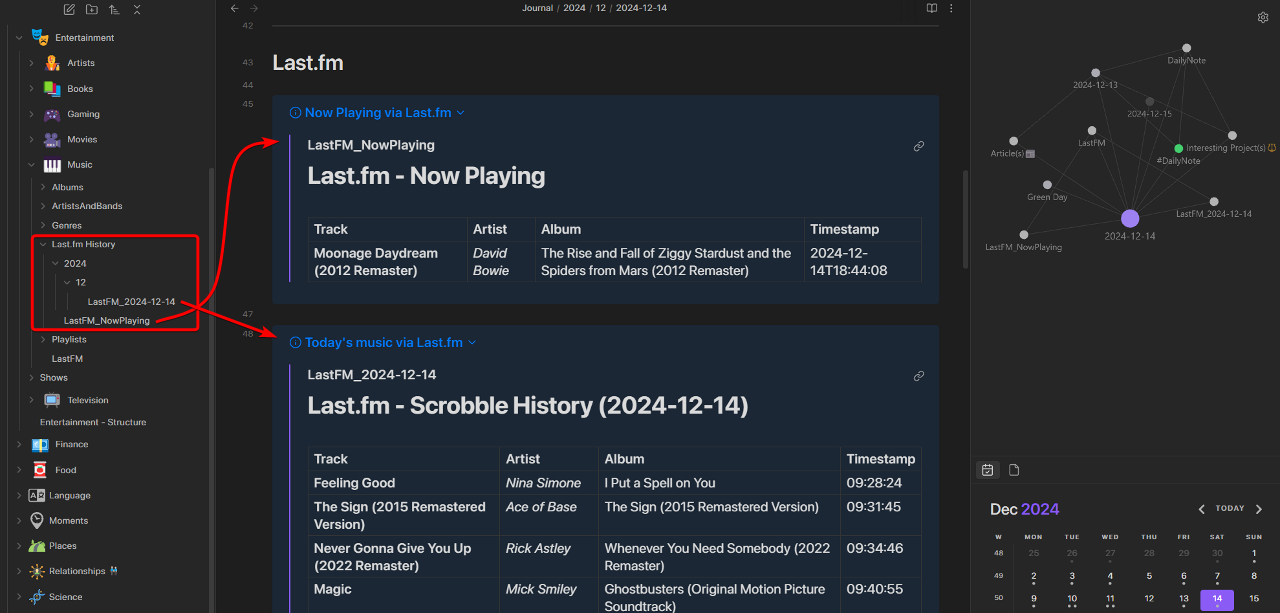 Entertainment
Artists
Books
Gaming
Movies
Music
Albums
ArtistsAndBands
Genres
Last.fm History
2024
12
LastFM_2024-12-14
LastFM_NowPlaying
Playlists
LastFM
Shows
Television
Entertainment - Structure
Finance
Food
Language
Moments
Places
Relationships
Science
Journal / 2024 / 12 / 2024-12-14
42
43
44
45
47
48
Last.fm
Now Playing via Last.fm
LastFM_NowPlaying
Last.fm - Now Playing
Track Artist Album Timestamp
Moonage Daydream David The Rise and Fall of Ziggy Stardust and the 2024-12-
(2012 Remaster) Bowie Spiders from Mars (2012 Remaster) 14T18:44:08
Today's music via Last.fm
LastFM_2024-12-14
Last.fm - Scrobble History (2024-12-14)
Track Artist Album Timestamp
Feeling Good Nina Simone I Put a Spell on You 09:28:24
The Sign (2015 Remastered Ace of Base The Sign (2015 Remastered Version) 09:31:45
Version)
Never Gonna Give You Up Rick Astley Whenever You Need Somebody (2022 09:34:46
(2022 Remaster) Remaster)
Magic Mick Smiley Ghostbusters (Original Motion Picture 09:40:55
Soundtrack)
DailyNote
2024-12-13
2024-12-15
LastFM
Article(s)
Interesting Project(s)
#DailyNote
Green Day
LastFM_2024-12-14
2024-12-14
LastFM_NowPlaying
Dec 2024 TODAY
W MON TUE WED THU FRI SAT SUN
48 25 26 27 28 29 30 1
49 2 3 4 5 6 7 8
50 9 10 11 12 13 14 15